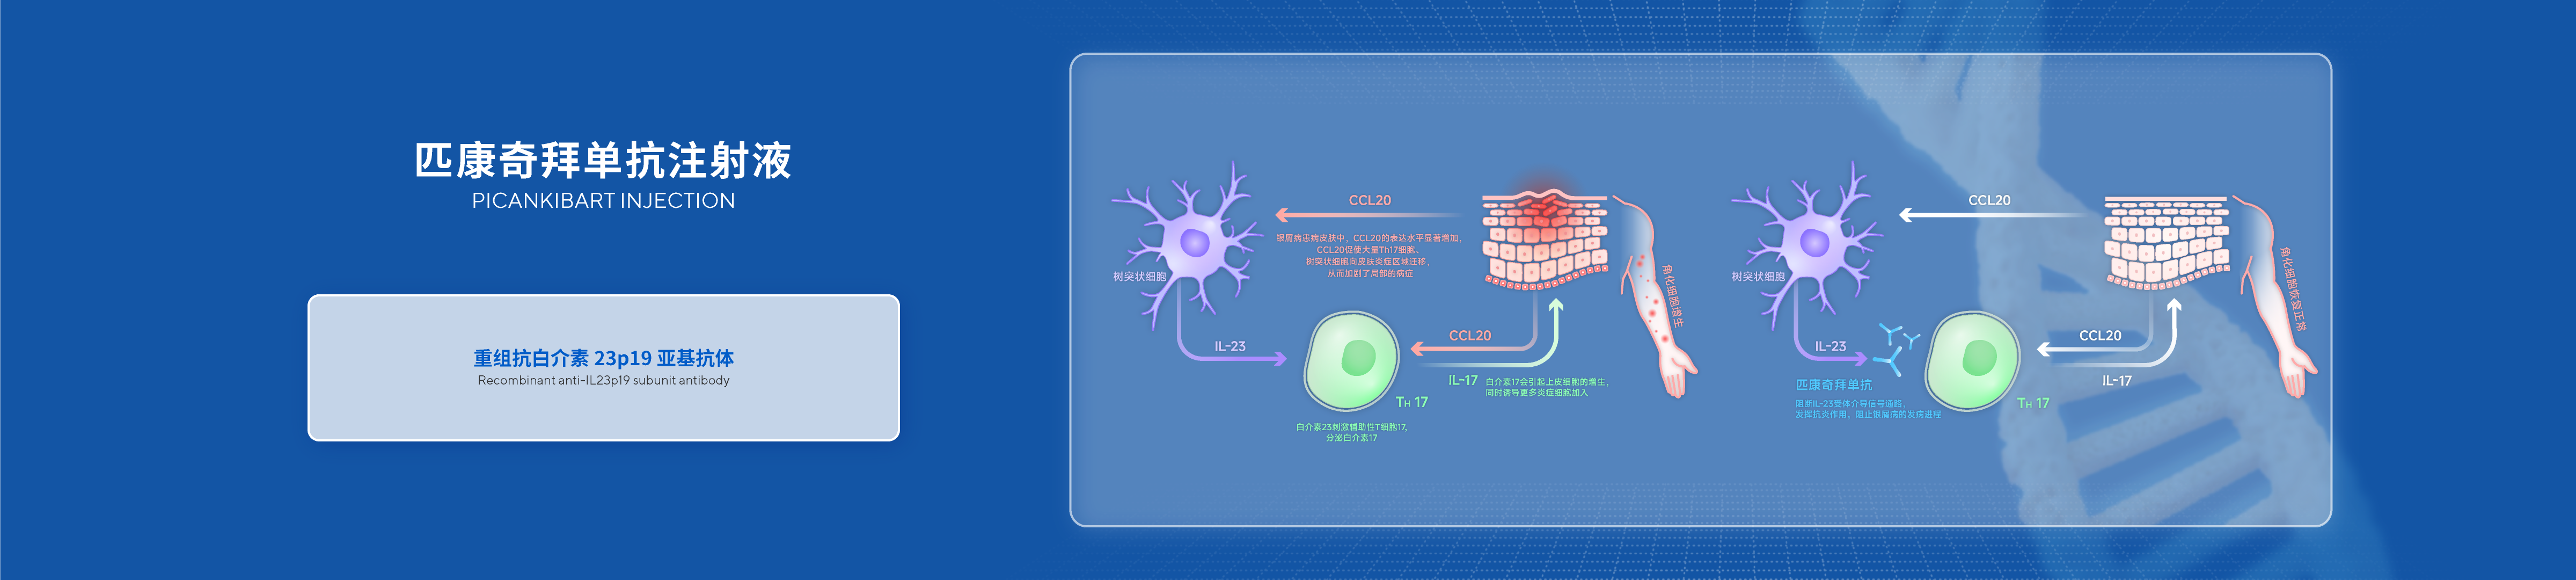 匹康奇拜单抗注射液
PICANKIBART INJECTION
重组抗白介素 23p19 亚基抗体
Recombinant anti-IL23p19 subunit antibody
CCL20
银屑病患病皮肤中，CCL20的表达水平显著增加，
CCL20促使大量Th17细胞、
树突状细胞向皮肤炎症区域迁移，
从而加剧了局部的病症
树突状细胞
角化细胞增生
IL-23
CCL20
IL-17
白介素17会引起上皮细胞的增生，
同时诱导更多炎症细胞加入
TH 17
白介素23刺激辅助性T细胞17,
分泌白介素17
CCL20
树突状细胞
角化细胞恢复正常
IL-23
CCL20
IL-17
匹康奇拜单抗
阻断IL-23受体介导信号通路，
发挥抗炎作用，阻止银屑病的发病进程
TH 17